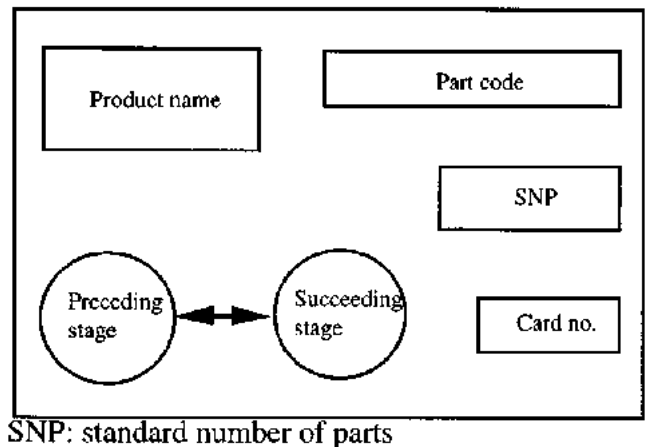 Product name
Part code
SNP
Preceding
stage
Succeeding
stage
Card no.
SNP: standard number of parts